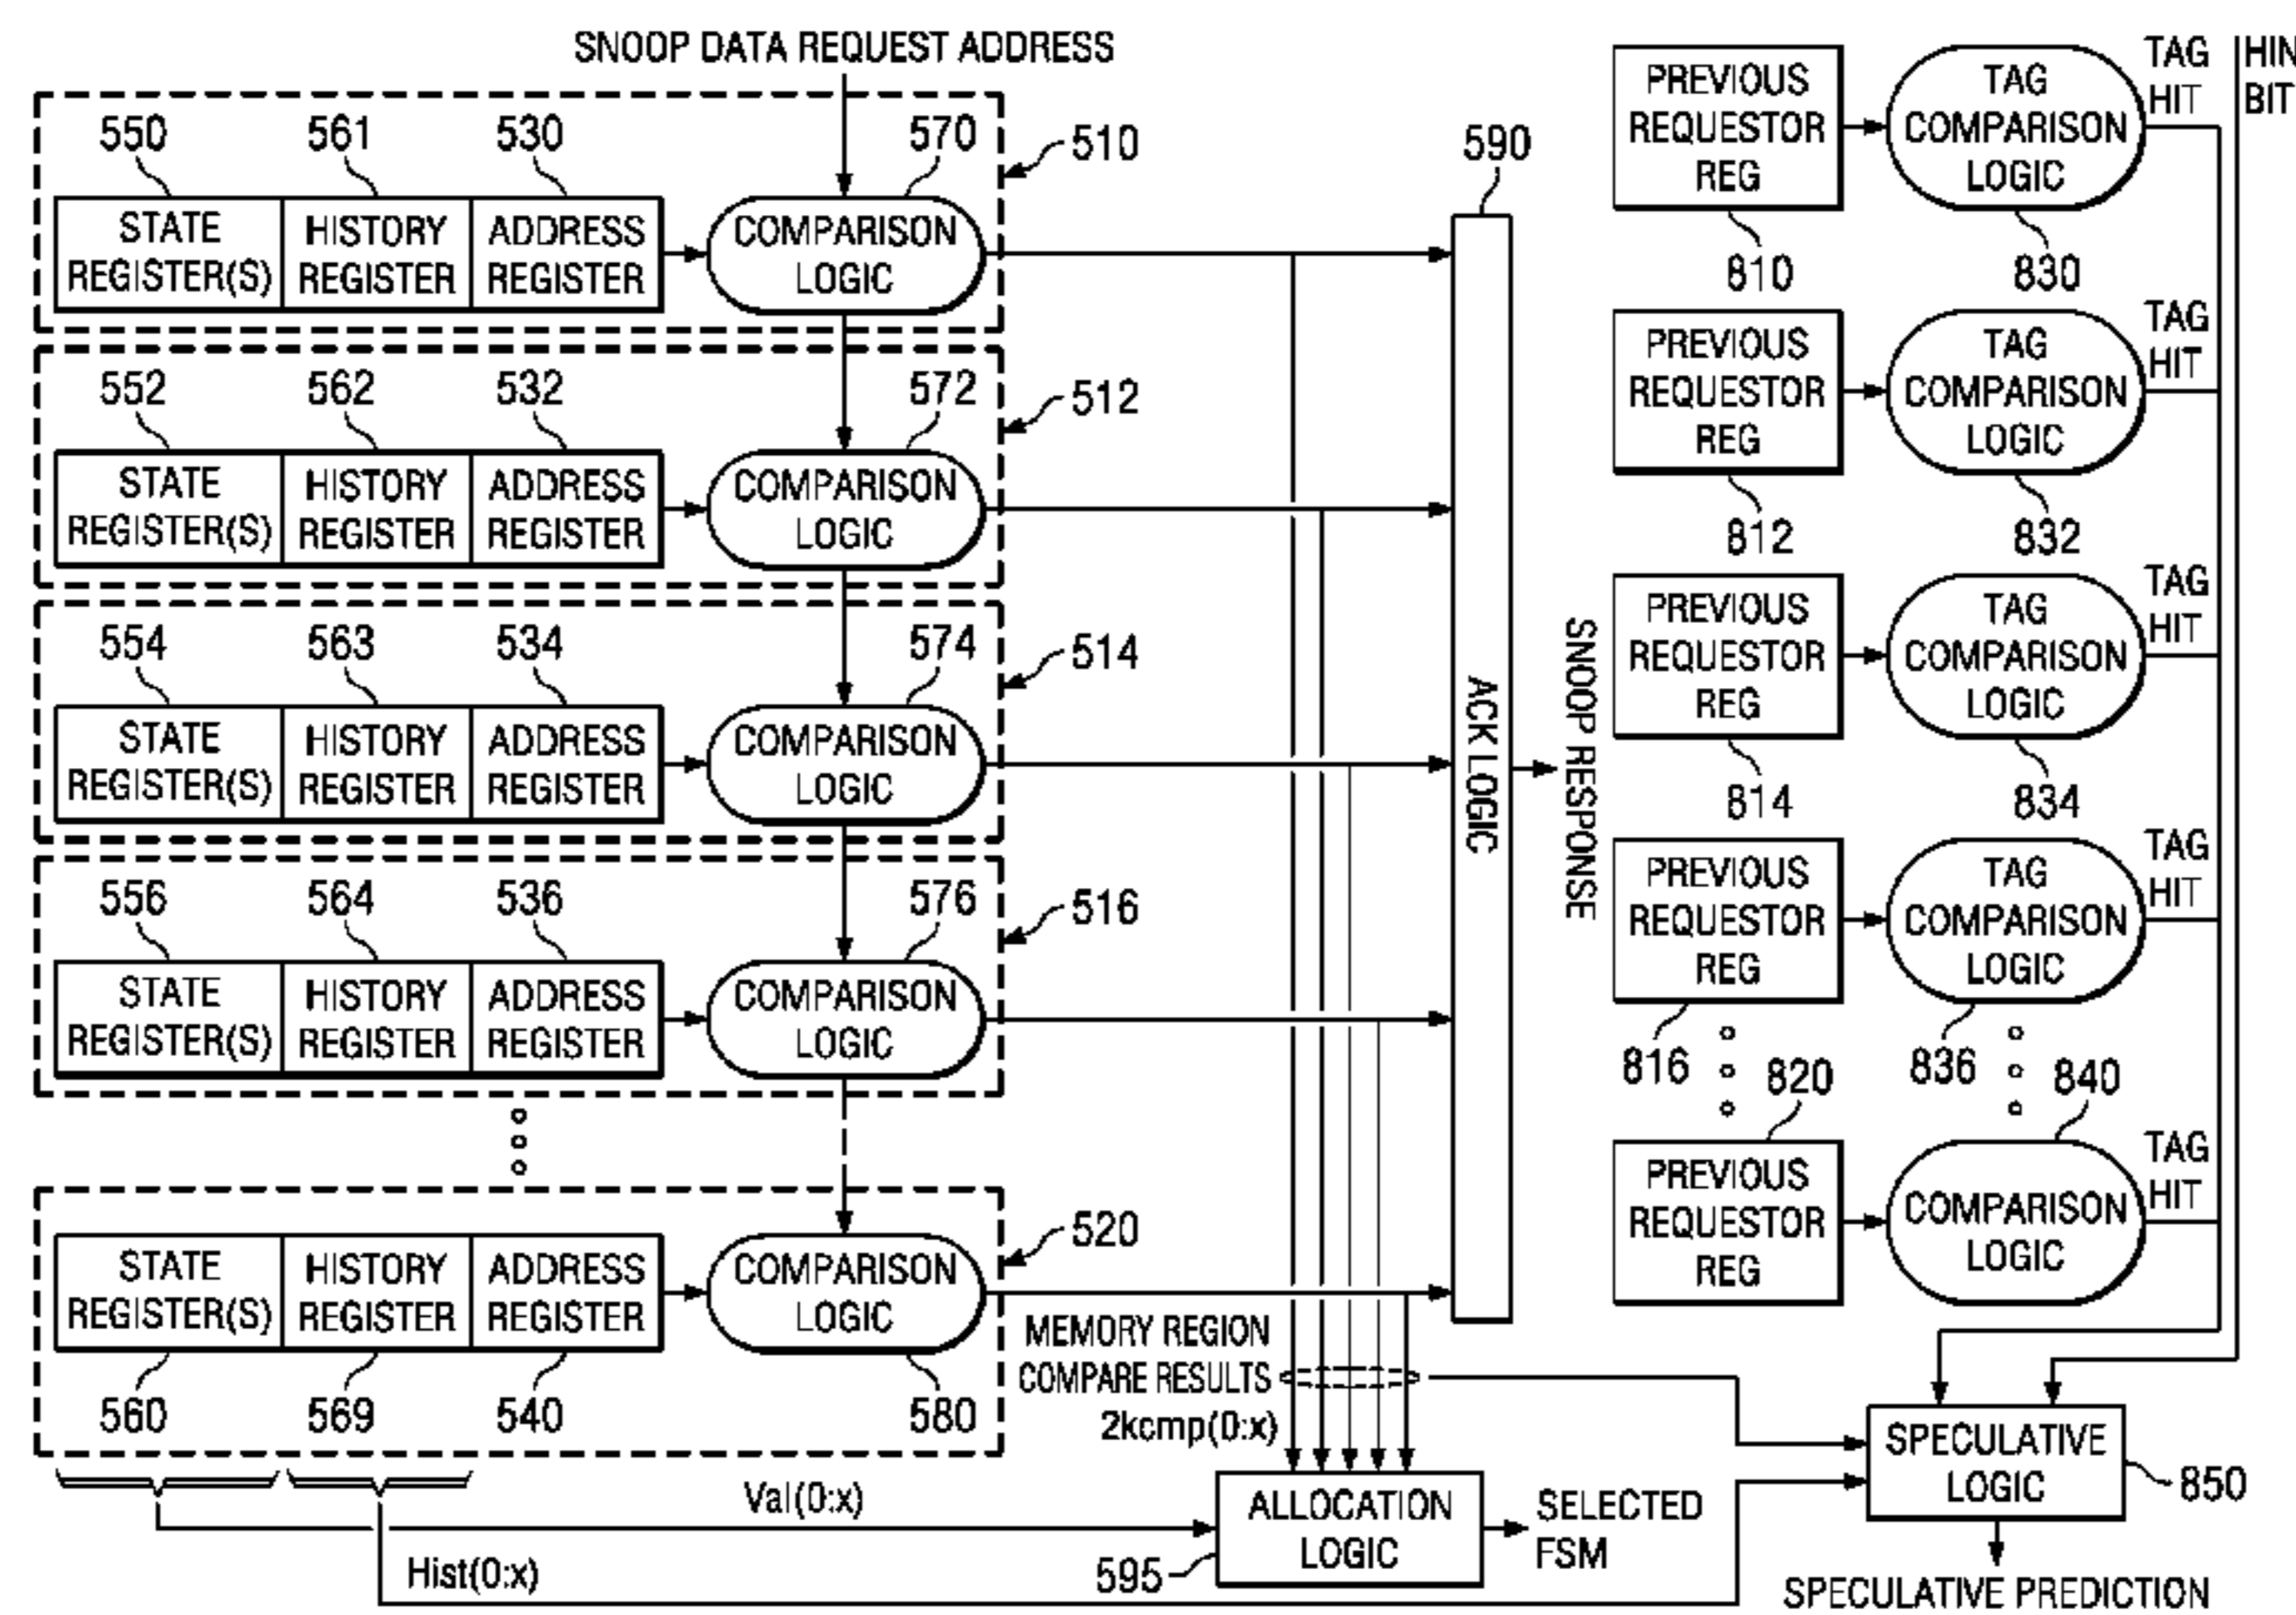 SNOOP DATA REQUEST ADDRESS
550
561
530
570
510
STATE
REGISTER(S)
HISTORY
REGISTER
ADDRESS
REGISTER
COMPARISON
LOGIC
552
562
532
572
512
STATE
REGISTER(S)
HISTORY
REGISTER
ADDRESS
REGISTER
COMPARISON
LOGIC
554
563
534
574
514
STATE
REGISTER(S)
HISTORY
REGISTER
ADDRESS
REGISTER
COMPARISON
LOGIC
556
564
536
576
516
STATE
REGISTER(S)
HISTORY
REGISTER
ADDRESS
REGISTER
COMPARISON
LOGIC
520
STATE
REGISTER(S)
HISTORY
REGISTER
ADDRESS
REGISTER
COMPARISON
LOGIC
560
569
540
580
MEMORY REGION
COMPARE RESULTS
2kcmp(0:x)
Val(0:x)
Hist(0:x)
590
ACK LOGIC
SNOOP RESPONSE
ALLOCATION
LOGIC
595
SELECTED
FSM
PREVIOUS
REQUESTOR
REG
810
TAG
COMPARISON
LOGIC
830
TAG
HIT
HIN
BIT
PREVIOUS
REQUESTOR
REG
812
TAG
COMPARISON
LOGIC
832
TAG
HIT
PREVIOUS
REQUESTOR
REG
814
TAG
COMPARISON
LOGIC
834
TAG
HIT
PREVIOUS
REQUESTOR
REG
816
TAG
COMPARISON
LOGIC
836
TAG
HIT
820
PREVIOUS
REQUESTOR
REG
840
COMPARISON
LOGIC
TAG
HIT
SPECULATIVE
LOGIC
850
SPECULATIVE PREDICTION